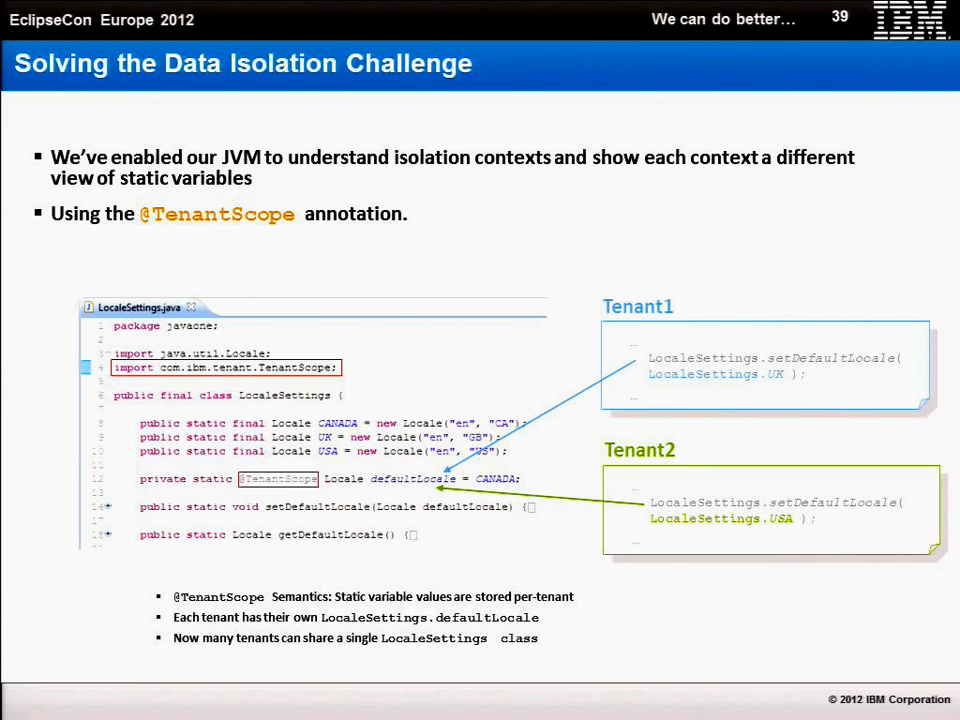 EclipseCon Europe 2012
We can do better…
39
IBM
Solving the Data Isolation Challenge
▪ We've enabled our JVM to understand isolation contexts and show each context a different
view of static variables
▪ Using the @TenantScope annotation.
LocaleSettings.java
1 package javaone;
2
3 import java.util.Locale;
4 import com.ibm.tenant.TenantScope;
5
6 public final class LocaleSettings {
7
8 public static final Locale CANADA = new Locale("en", "CA");
9 public static final Locale UK = new Locale("en", "GB");
10 public static final Locale USA = new Locale("en", "US");
11
12 private static @TenantScope Locale defaultLocale = CANADA;
13
14 public static void setDefaultLocale(Locale defaultLocale) {
17
18 public static Locale getDefaultLocale() {
Tenant1
…
LocaleSettings.setDefaultLocale(
LocaleSettings.UK );
…
Tenant2
…
LocaleSettings.setDefaultLocale(
LocaleSettings.USA );
…
▪ @TenantScope Semantics: Static variable values are stored per-tenant
▪ Each tenant has their own LocaleSettings.defaultLocale
▪ Now many tenants can share a single LocaleSettings class
© 2012 IBM Corporation